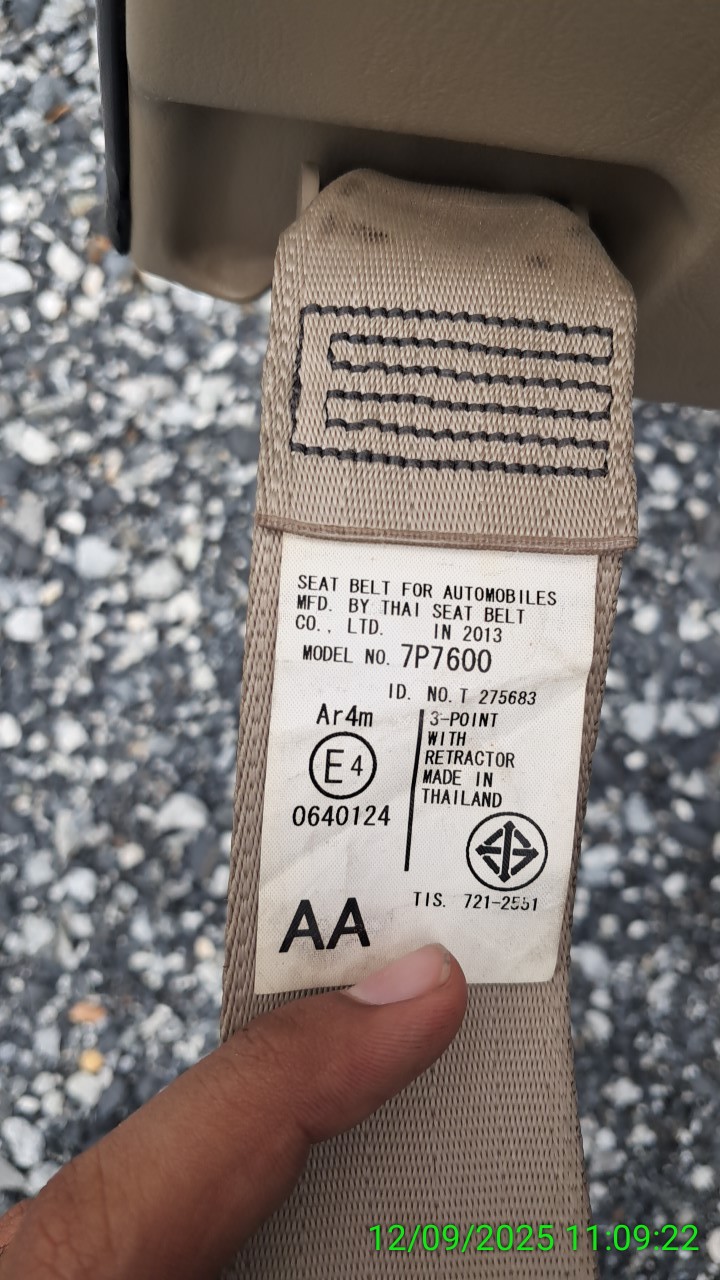 SEAT BELT FOR AUTOMOBILES
MFD. BY THAI SEAT BELT
CO., LTD. IN 2013
MODEL NO. 7P7600
ID. NO. T 275683
Ar4m
E4
0640124
3-POINT
WITH
RETRACTOR
MADE IN
THAILAND
TIS. 721-2551
AA
12/09/2025 11:09:22